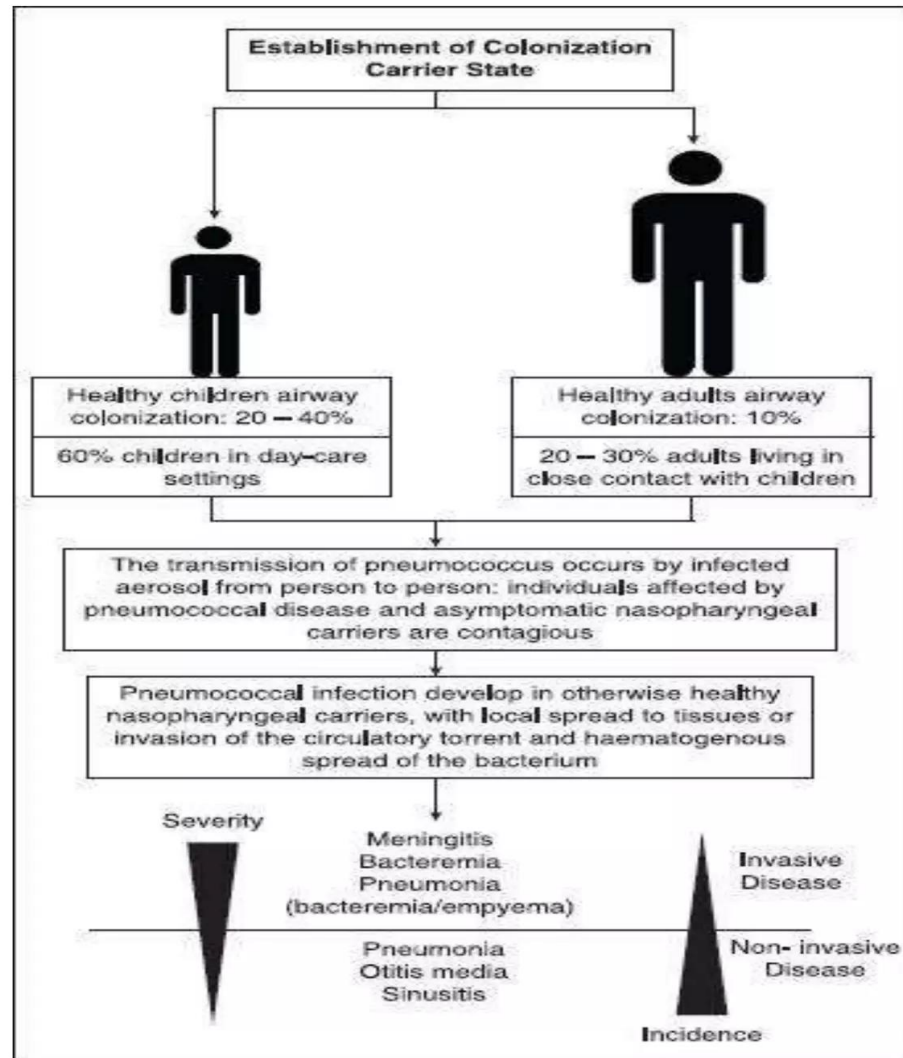 Establishment of Colonization
Carrier State
Healthy children airway
colonization: 20 – 40%
60% children in day-care
settings
Healthy adults airway
colonization: 10%
20 – 30% adults living in
close contact with children
The transmission of pneumococcus occurs by infected
aerosol from person to person: individuals affected by
pneumococcal disease and asymptomatic nasopharyngeal
carriers are contagious
Pneumococcal infection develop in otherwise healthy
nasopharyngeal carriers, with local spread to tissues or
invasion of the circulatory torrent and haematogenous
spread of the bacterium
Severity
Meningitis
Bacteremia
Pneumonia
(bacteremia/empyema)
Invasive
Disease
Pneumonia
Otitis media
Sinusitis
Non- invasive
Disease
Incidence